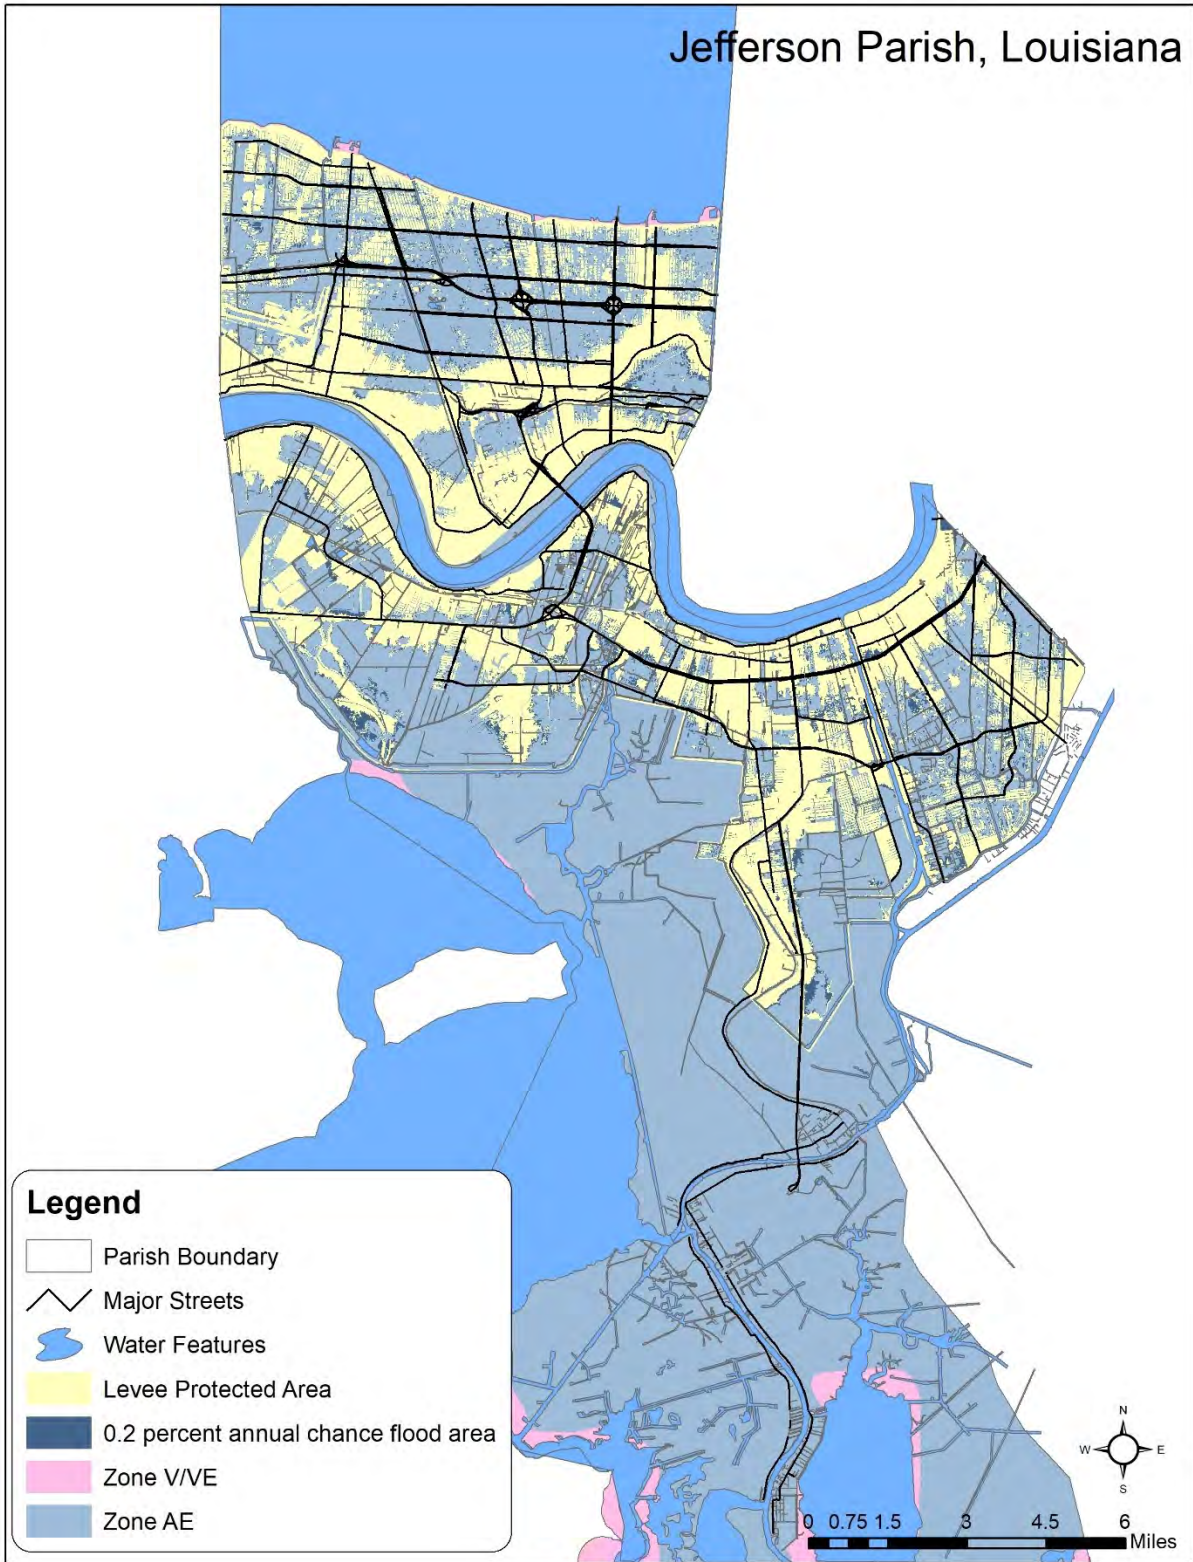 Jefferson Parish, Louisiana
Legend
Parish Boundary
Major Streets
Water Features
Levee Protected Area
0.2 percent annual chance flood area
Zone V/VE
Zone AE
N
W E
S
0 0.75 1.5 3 4.5 6
Miles